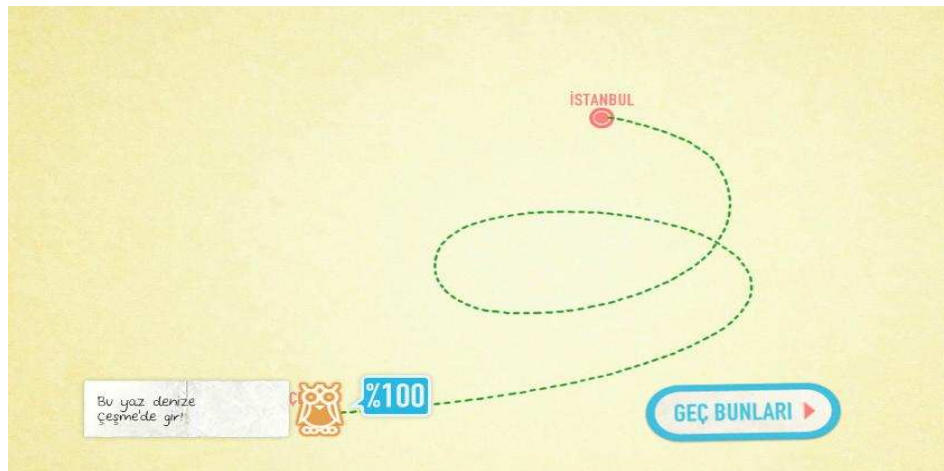 İSTANBUL
%100
Bu yaz denize
Çeşme'de gir!
GEÇ BUNLARI